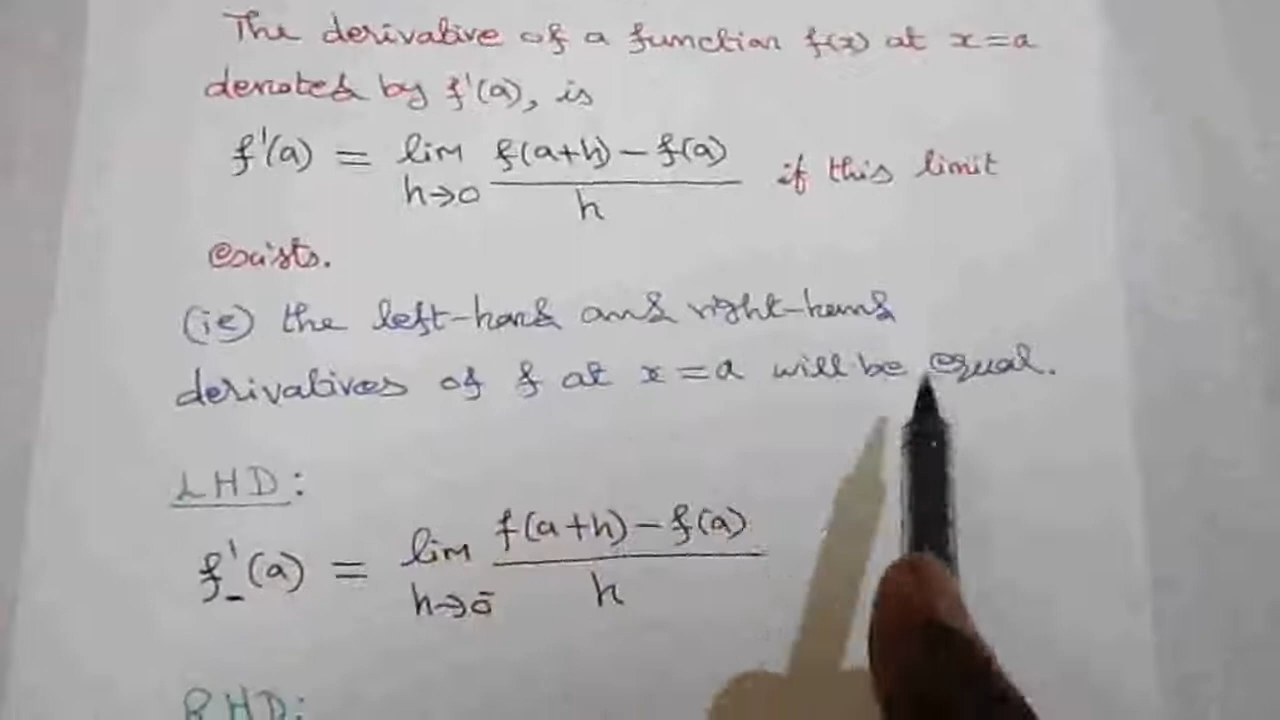 The derivative of a function f(x) at x=a
denoted by f'(a), is
f'(a) = lim h→0 f(a+h) - f(a) / h if this limit
exists.
(ie) the left-hand and right-hand
derivatives of f at x=a will be equal.
LHD:
f'₋(a) = lim h→0⁻ f(a+h) - f(a) / h
RHD: